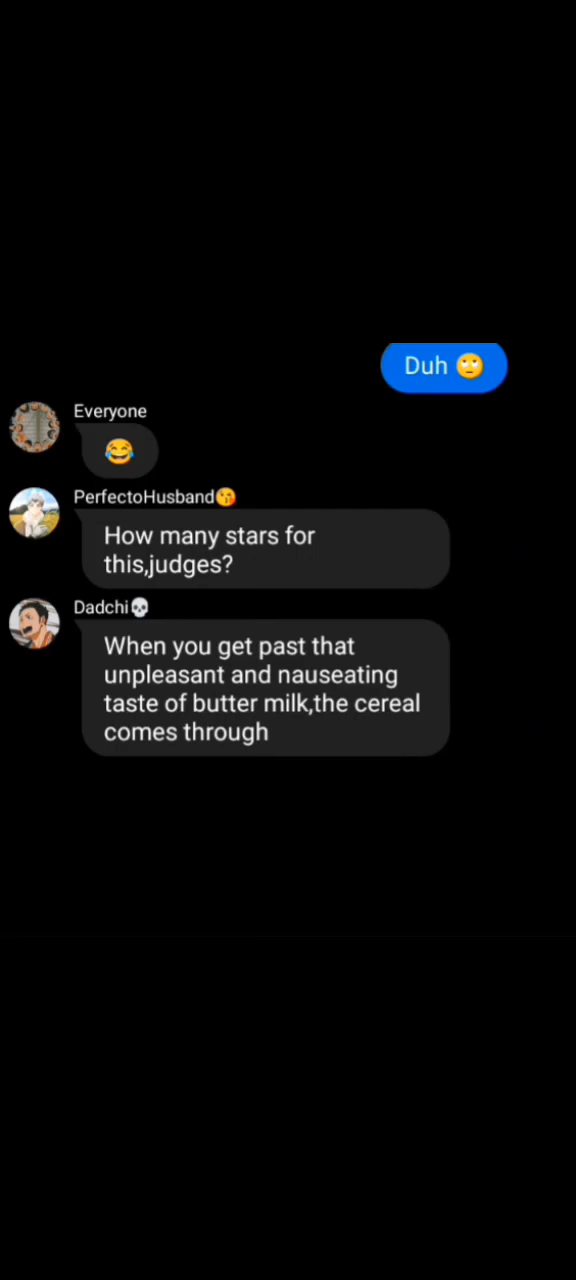 Duh 🙄
Everyone
😂
PerfectoHusband😘
How many stars for
this,judges?
Dadchi💀
When you get past that
unpleasant and nauseating
taste of butter milk,the cereal
comes through